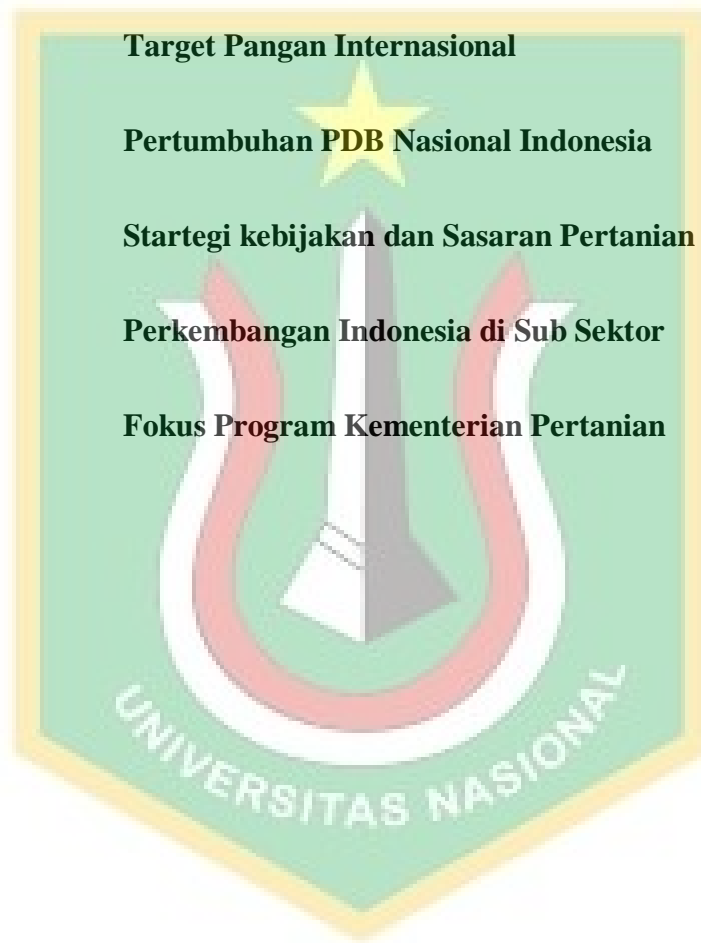 Target Pangan Internasional
Pertumbuhan PDB Nasional Indonesia
Startegi kebijakan dan Sasaran Pertanian
Perkembangan Indonesia di Sub Sektor
Fokus Program Kementerian Pertanian
UNIVERSITAS NASIONAL